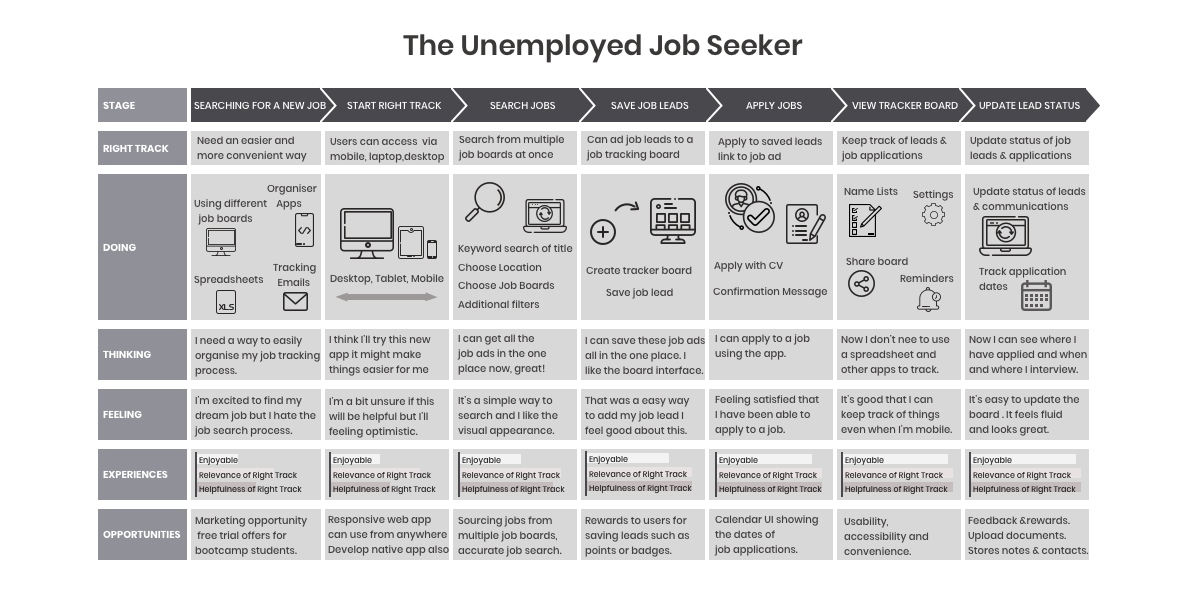 The Unemployed Job Seeker
STAGE
SEARCHING FOR A NEW JOB
START RIGHT TRACK
SEARCH JOBS
SAVE JOB LEADS
APPLY JOBS
VIEW TRACKER BOARD
UPDATE LEAD STATUS
RIGHT TRACK
Need an easier and
more convenient way
Users can access via
mobile, laptop,desktop
Search from multiple
job boards at once
Can ad job leads to a
job tracking board
Apply to saved leads
link to job ad
Keep track of leads &
job applications
Update status of job
leads & applications
DOING
Organiser
Apps
Using different
job boards
Spreadsheets
XLS
Tracking
Emails
Desktop, Tablet, Mobile
Keyword search of title
Choose Location
Choose Job Boards
Additional filters
Create tracker board
Save job lead
Apply with CV
Confirmation Message
Name Lists
Settings
Share board
Reminders
Update status of leads
& communications
Track application
dates
THINKING
I need a way to easily
organise my job tracking
process.
I think I'll try this new
app it might make
things easier for me
I can get all the
job ads in the one
place now, great!
I can save these job ads
all in the one place. I
like the board interface.
I can apply to a job
using the app.
Now I don't nee to use
a spreadsheet and
other apps to track.
Now I can see where I
have applied and when
and where I interview.
FEELING
I'm excited to find my
dream job but I hate the
job search process.
I'm a bit unsure if this
will be helpful but I'll
feeling optimistic.
It's a simple way to
search and I like the
visual appearance.
That was a easy way
to add my job lead I
feel good about this.
Feeling satisfied that
I have been able to
apply to a job.
It's good that I can
keep track of things
even when I'm mobile.
It's easy to update the
board . It feels fluid
and looks great.
EXPERIENCES
Enjoyable
Relevance of Right Track
Helpfulness of Right Track
Enjoyable
Relevance of Right Track
Helpfulness of Right Track
Enjoyable
Relevance of Right Track
Helpfulness of Right Track
Enjoyable
Relevance of Right Track
Helpfulness of Right Track
Enjoyable
Relevance of Right Track
Helpfulness of Right Track
Enjoyable
Relevance of Right Track
Helpfulness of Right Track
Enjoyable
Relevance of Right Track
Helpfulness of Right Track
OPPORTUNITIES
Marketing opportunity
free trial offers for
bootcamp students.
Responsive web app
can use from anywhere
Develop native app also
Sourcing jobs from
multiple job boards,
accurate job search.
Rewards to users for
saving leads such as
points or badges.
Calendar UI showing
the dates of
job applications.
Usability,
accessibility and
convenience.
Feedback &rewards.
Upload documents.
Stores notes & contacts.